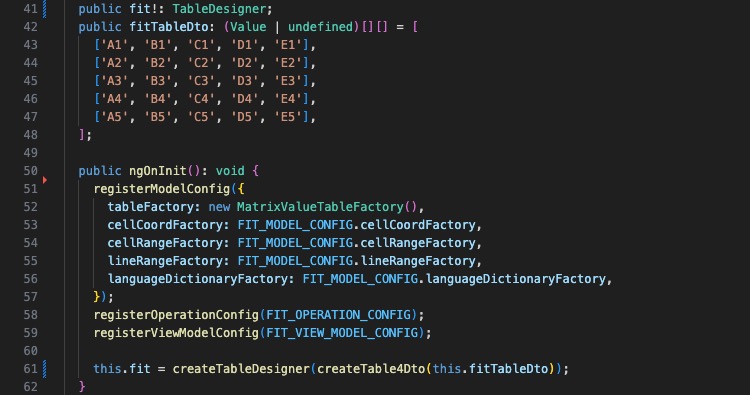 41 public fit!: TableDesigner;
42 public fitTableDto: (Value | undefined)[][] = [
43 ['A1', 'B1', 'C1', 'D1', 'E1'],
44 ['A2', 'B2', 'C2', 'D2', 'E2'],
45 ['A3', 'B3', 'C3', 'D3', 'E3'],
46 ['A4', 'B4', 'C4', 'D4', 'E4'],
47 ['A5', 'B5', 'C5', 'D5', 'E5'],
48 ];
49
50 public ngOnInit(): void {
51 registerModelConfig({
52 tableFactory: new MatrixValueTableFactory(),
53 cellCoordFactory: FIT_MODEL_CONFIG.cellCoordFactory,
54 cellRangeFactory: FIT_MODEL_CONFIG.cellRangeFactory,
55 lineRangeFactory: FIT_MODEL_CONFIG.lineRangeFactory,
56 languageDictionaryFactory: FIT_MODEL_CONFIG.languageDictionaryFactory,
57 });
58 registerOperationConfig(FIT_OPERATION_CONFIG);
59 registerViewModelConfig(FIT_VIEW_MODEL_CONFIG);
60
61 this.fit = createTableDesigner(createTable4Dto(this.fitTableDto));
62 }